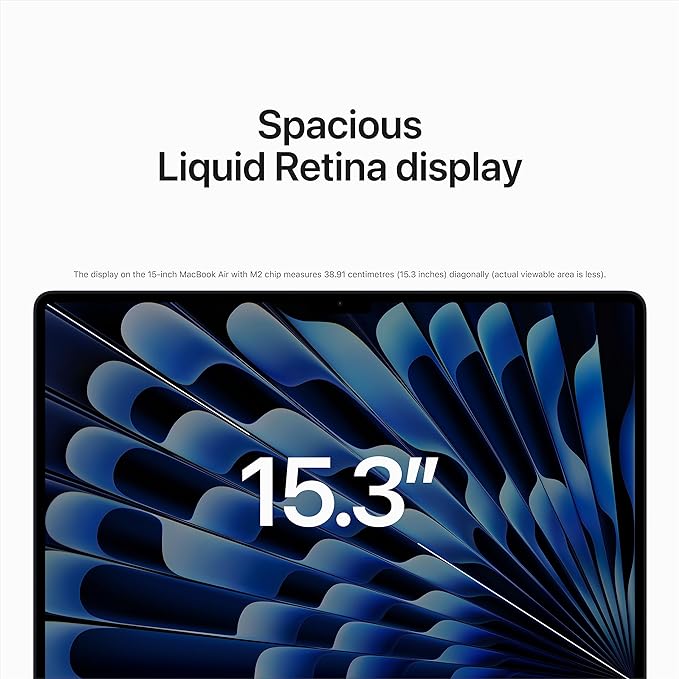 Spacious
Liquid Retina display
The display on the 15-inch MacBook Air with M2 chip measures 38.91 centimetres (15.3 inches) diagonally (actual viewable area is less).
15.3″